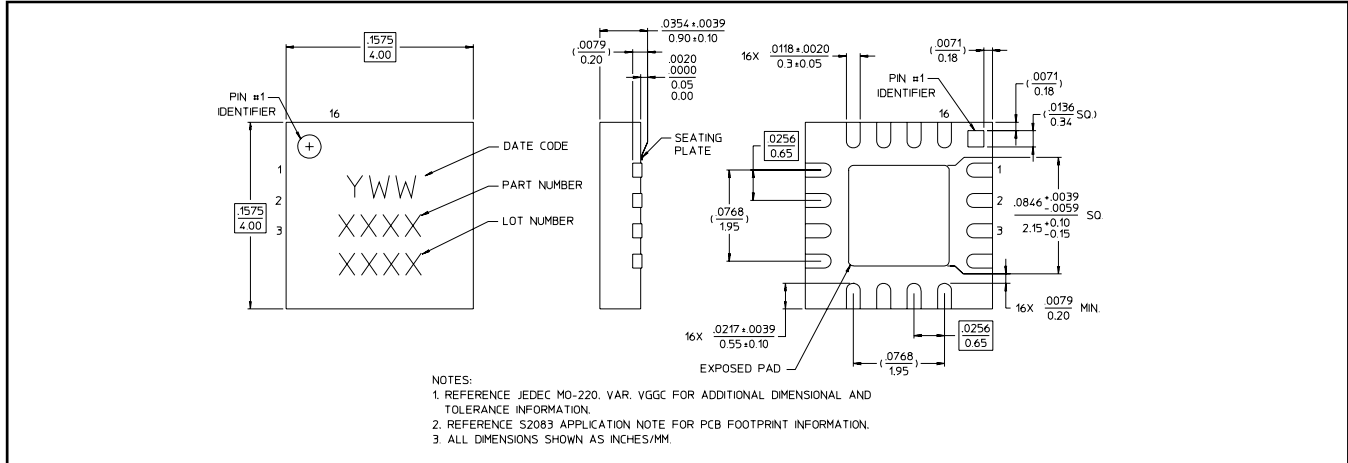 .1575
4.00
PIN #1
IDENTIFIER
16
1
2
3
.1575
4.00
YWW
XXXX
XXXX
DATE CODE
PART NUMBER
LOT NUMBER
.0354±.0039
0.90±0.10
(.0079
0.20)
.0020
.0000
0.05
0.00
SEATING
PLATE
16X .0118±.0020
0.3±0.05
(.0071
0.18)
PIN #1
IDENTIFIER
16
(.0071
0.18)
(.0136
0.34 SQ.)
.0256
0.65
(.0768
1.95)
1
2
3
.0846 +.0039
-.0059
SQ.
2.15 +0.10
-0.15
16X .0079
0.20 MIN.
16X .0217±.0039
0.55±0.10
.0256
0.65
(.0768
1.95)
EXPOSED PAD
NOTES:
1. REFERENCE JEDEC MO-220, VAR. VGGC FOR ADDITIONAL DIMENSIONAL AND
TOLERANCE INFORMATION.
2. REFERENCE S2083 APPLICATION NOTE FOR PCB FOOTPRINT INFORMATION.
3. ALL DIMENSIONS SHOWN AS INCHES/MM.